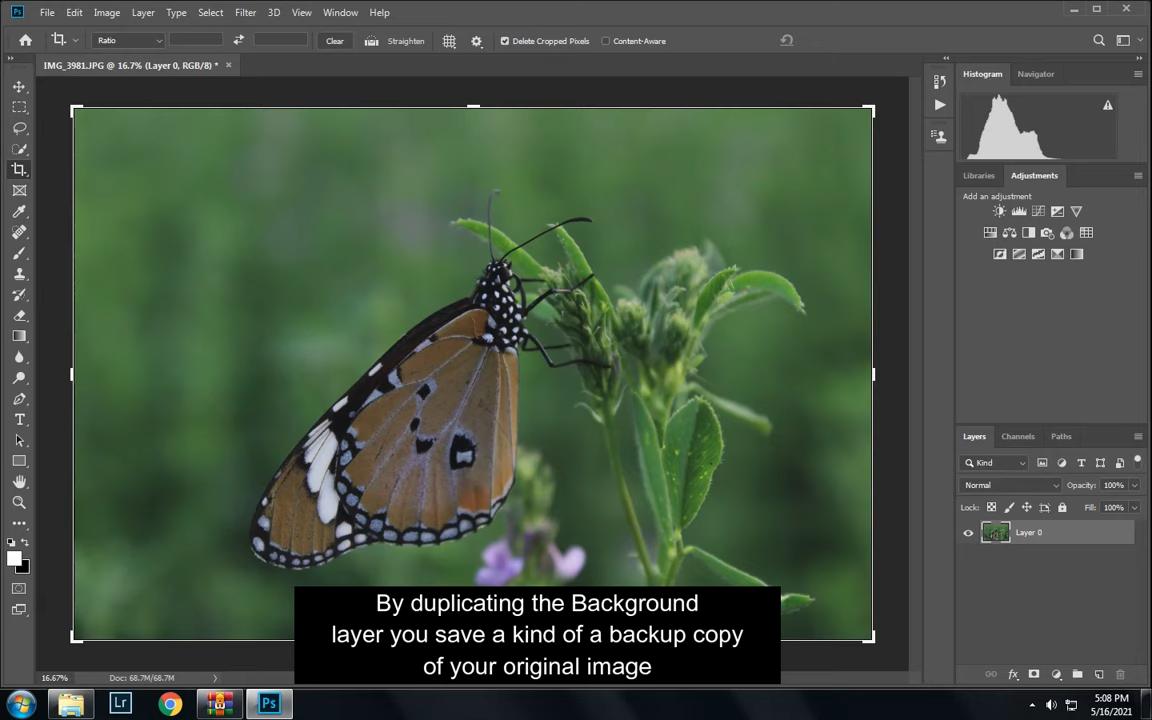 Ps File Edit Image Layer Type Select Filter 3D View Window Help
Ratio Clear Straighten Delete Cropped Pixels Content-Aware
IMG_3981.JPG @ 16.7% (Layer 0, RGB/8) * ×
Histogram Navigator
Libraries Adjustments
Add an adjustment
Layers Channels Paths
Kind
Normal Opacity: 100%
Lock: Fill: 100%
Layer 0
By duplicating the Background
layer you save a kind of a backup copy
of your original image
16.67% Doc: 68.7M/68.7M
Lr Ps
5:08 PM
5/16/2021